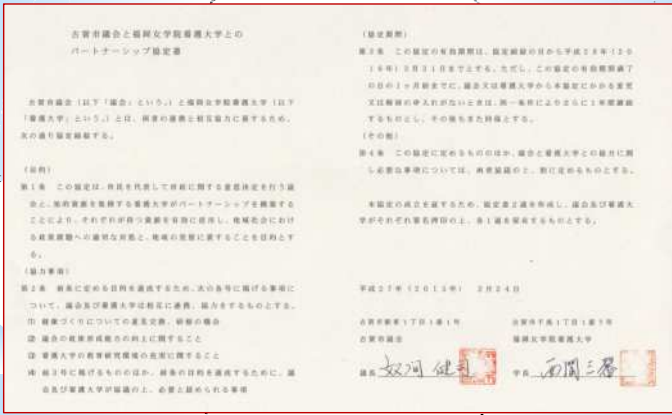 古賀市議会と福岡女学院看護大学との
パートナーシップ協定書
古賀市議会(以下「議会」という。)と福岡女学院看護大学(以下
「看護大学」という。)とは、両者の連携と相互協力に資するため、
次の通り協定締結する。
(目的)
第1条 この協定は、市民を代表して市政に関する意思決定を行う議
会と、知的資源を集積する看護大学がパートナーシップを構築する
ことにより、それぞれが持つ資源を有効に活用し、地域社会におけ
る政策課題への適切な対処と、地域の発展に資することを目的とす
る。
(協力事項)
第2条 前条に定める目的を達成するため、次の各号に掲げる事項に
ついて、議会及び看護大学は相互に連携、協力をするものとする。
(1) 健康づくりについての意見交換、研修の機会
(2) 議会の政策形成能力の向上に関すること
(3) 看護大学の教育研究環境の充実に関すること
(4) 前3号に掲げるもののほか、前条の目的を達成するために、議
会及び看護大学が協議の上、必要と認められる事項
(協定期間)
第3条 この協定の有効期間は、協定締結の日から平成28年(20
16年)3月31日までとする。ただし、この協定の有効期間満了
の日の1ヶ月前までに、議会又は看護大学から本協定にかかる変更
又は解除の申入れがないときは、同一条件によりさらに1年間継続
するものとし、その後もまた同様とする。
(その他)
第4条 この協定に定めるもののほか、議会と看護大学との協力に関
し必要な事項については、両者協議の上、別に定めるものとする。
本協定の成立を証するため、協定書2通を作成し、議会及び看護大
学がそれぞれ署名押印の上、各1通を保有するものとする。
平成27年(2015年) 2月24日
古賀市駅東1丁目1番1号
古賀市議会
議長 奴間 健司
古賀市千鳥1丁目1番7号
福岡女学院看護大学
学長 西間 三馨